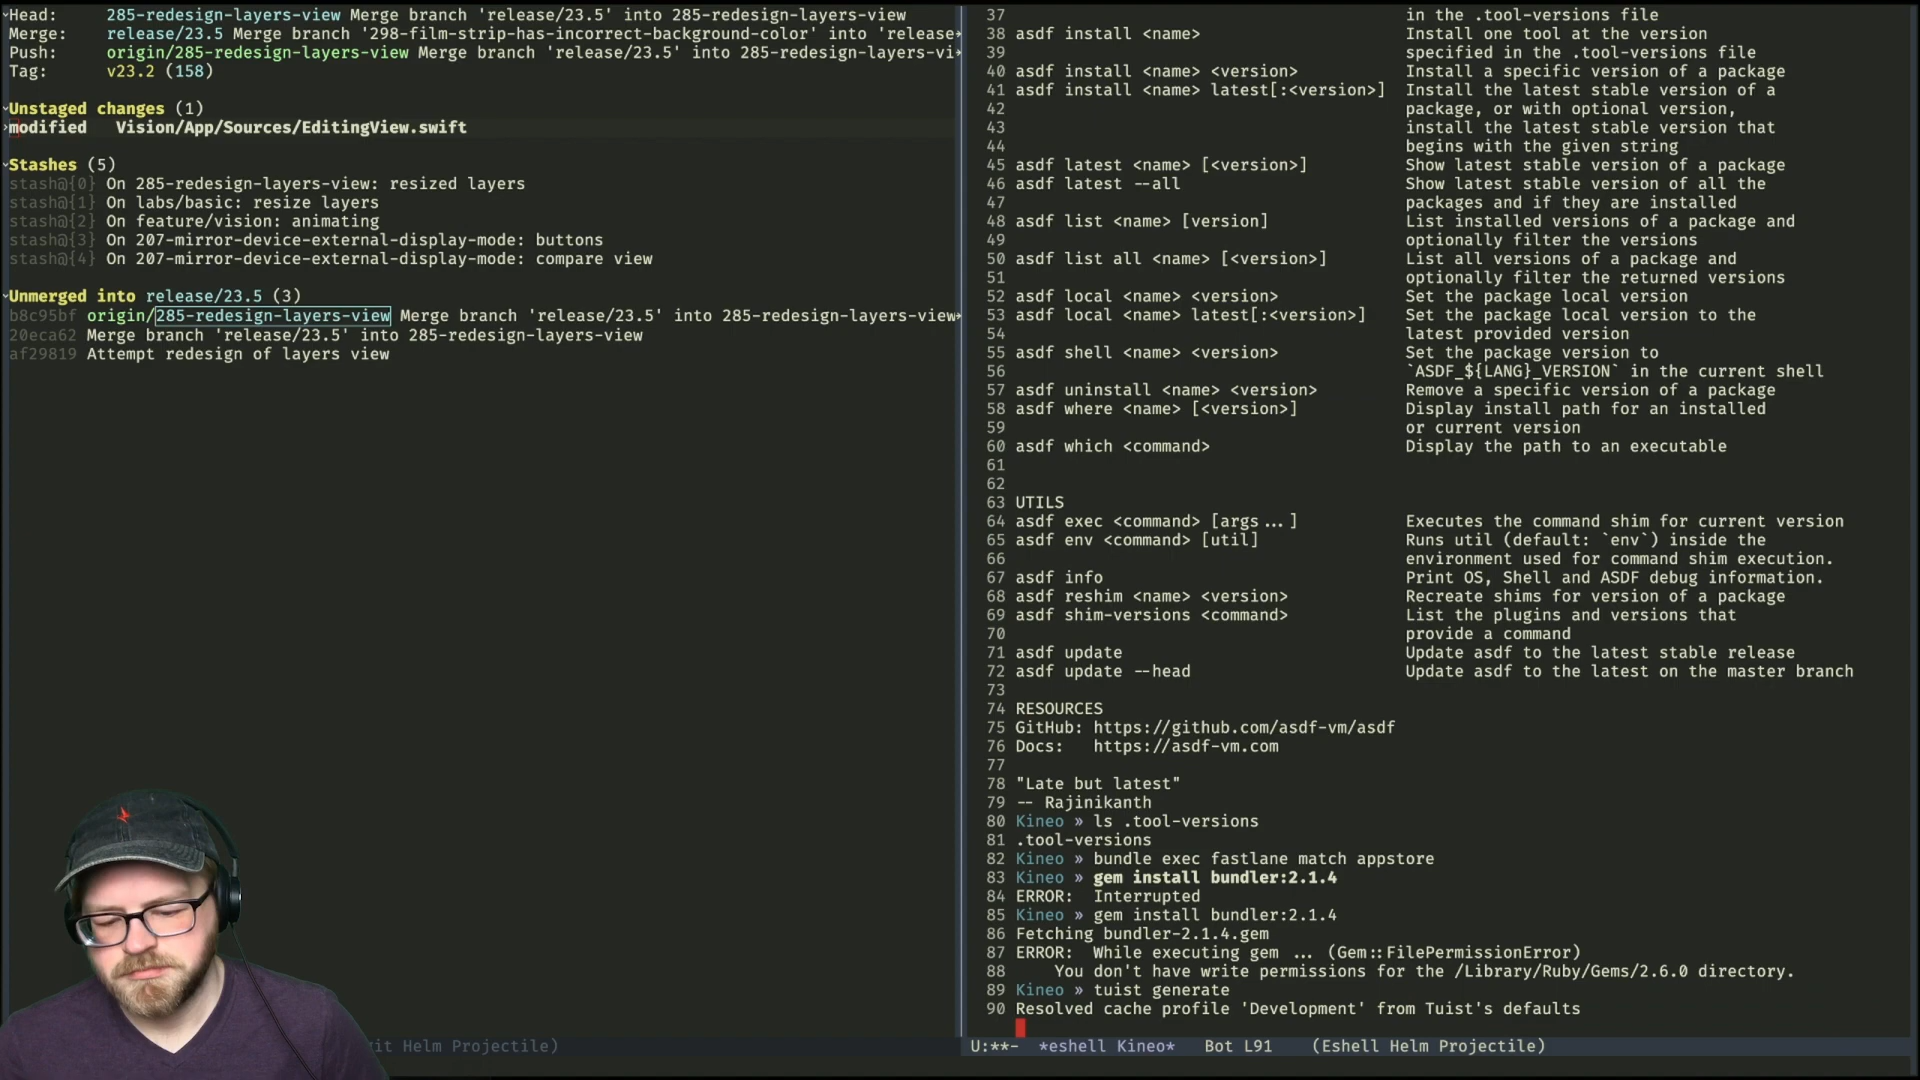 Head:     285-redesign-layers-view Merge branch 'release/23.5' into 285-redesign-layers-view
Merge:    release/23.5 Merge branch '298-film-strip-has-incorrect-background-color' into 'release
Push:     origin/285-redesign-layers-view Merge branch 'release/23.5' into 285-redesign-layers-vi
Tag:      v23.2 (158)
Unstaged changes (1)
modified   Vision/App/Sources/EditingView.swift
Stashes (5)
stash@{0} On 285-redesign-layers-view: resized layers
stash@{1} On labs/basic: resize layers
stash@{2} On feature/vision: animating
stash@{3} On 207-mirror-device-external-display-mode: buttons
stash@{4} On 207-mirror-device-external-display-mode: compare view
Unmerged into release/23.5 (3)
b8c95bf origin/285-redesign-layers-view Merge branch 'release/23.5' into 285-redesign-layers-view
20eca62 Merge branch 'release/23.5' into 285-redesign-layers-view
af29819 Attempt redesign of layers view
it Helm Projectile)
37 in the .tool-versions file
38 asdf install <name> Install one tool at the version
39 specified in the .tool-versions file
40 asdf install <name> <version> Install a specific version of a package
41 asdf install <name> latest[:<version>] Install the latest stable version of a
42 package, or with optional version,
43 install the latest stable version that
44 begins with the given string
45 asdf latest <name> [<version>] Show latest stable version of a package
46 asdf latest --all Show latest stable version of all the
47 packages and if they are installed
48 asdf list <name> [version] List installed versions of a package and
49 optionally filter the versions
50 asdf list all <name> [<version>] List all versions of a package and
51 optionally filter the returned versions
52 asdf local <name> <version> Set the package local version
53 asdf local <name> latest[:<version>] Set the package local version to the
54 latest provided version
55 asdf shell <name> <version> Set the package version to
56 `ASDF_${LANG}_VERSION` in the current shell
57 asdf uninstall <name> <version> Remove a specific version of a package
58 asdf where <name> [<version>] Display install path for an installed
59 or current version
60 asdf which <command> Display the path to an executable
61
62
63 UTILS
64 asdf exec <command> [args...] Executes the command shim for current version
65 asdf env <command> [util] Runs util (default: `env`) inside the
66 environment used for command shim execution.
67 asdf info Print OS, Shell and ASDF debug information.
68 asdf reshim <name> <version> Recreate shims for version of a package
69 asdf shim-versions <command> List the plugins and versions that
70 provide a command
71 asdf update Update asdf to the latest stable release
72 asdf update --head Update asdf to the latest on the master branch
73
74 RESOURCES
75 GitHub: https://github.com/asdf-vm/asdf
76 Docs:   https://asdf-vm.com
77
78 "Late but latest"
79 -- Rajinikanth
80 Kineo » ls .tool-versions
81 .tool-versions
82 Kineo » bundle exec fastlane match appstore
83 Kineo » gem install bundler:2.1.4
84 ERROR:  Interrupted
85 Kineo » gem install bundler:2.1.4
86 Fetching bundler-2.1.4.gem
87 ERROR:  While executing gem ... (Gem::FilePermissionError)
88     You don't have write permissions for the /Library/Ruby/Gems/2.6.0 directory.
89 Kineo » tuist generate
90 Resolved cache profile 'Development' from Tuist's defaults
U:**-  *eshell Kineo*   Bot L91    (Eshell Helm Projectile)